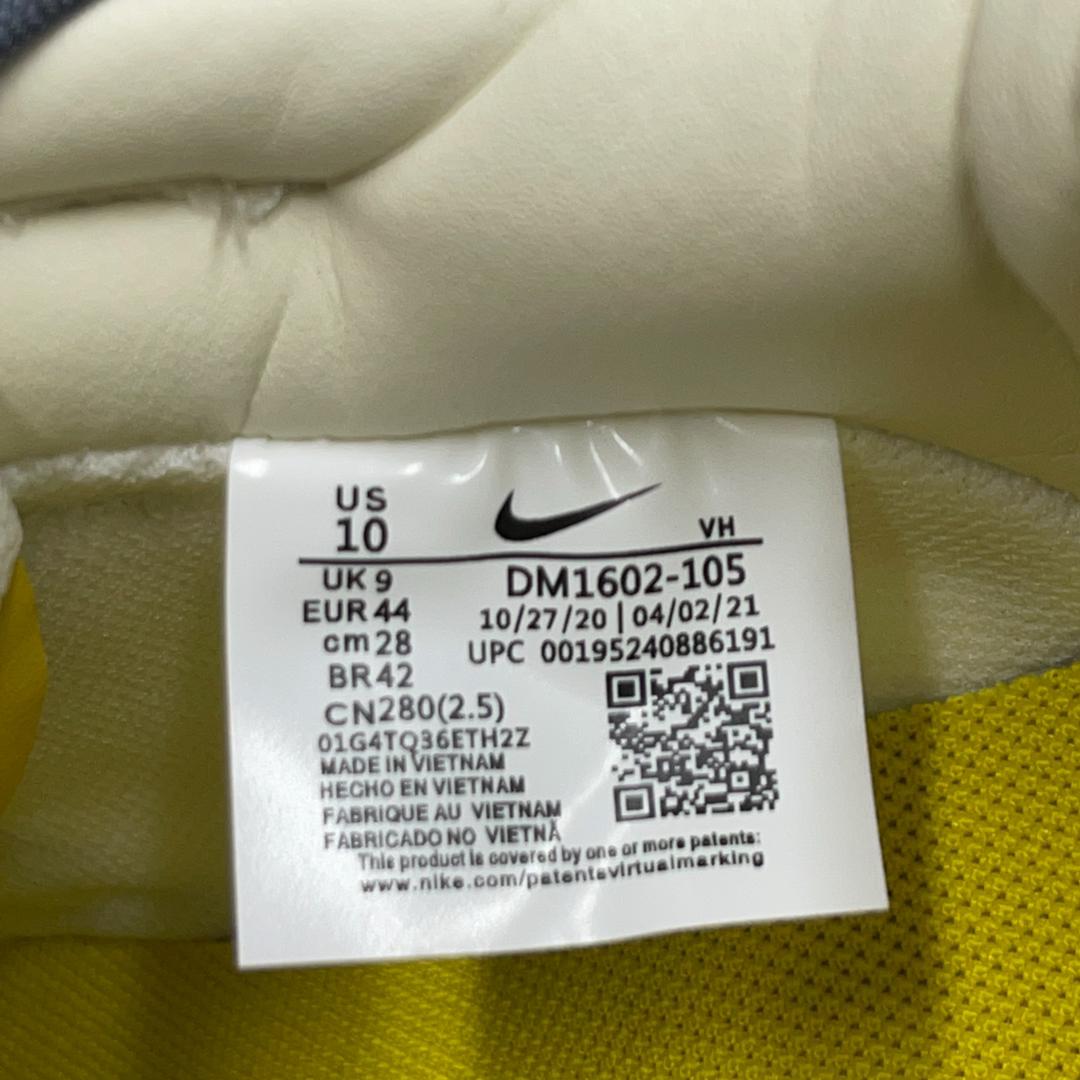 US
10
VH
UK 9
EUR 44
cm 28
BR 42
CN280(2.5)
01G4TQ36ETH2Z
MADE IN VIETNAM
HECHO EN VIETNAM
FABRIQUE AU VIETNAM
FABRICADO NO VIETNÃ
DM1602-105
10/27/20 | 04/02/21
UPC 00195240886191
This product is covered by one or more patents:
www.nike.com/patentsvirtualmarking